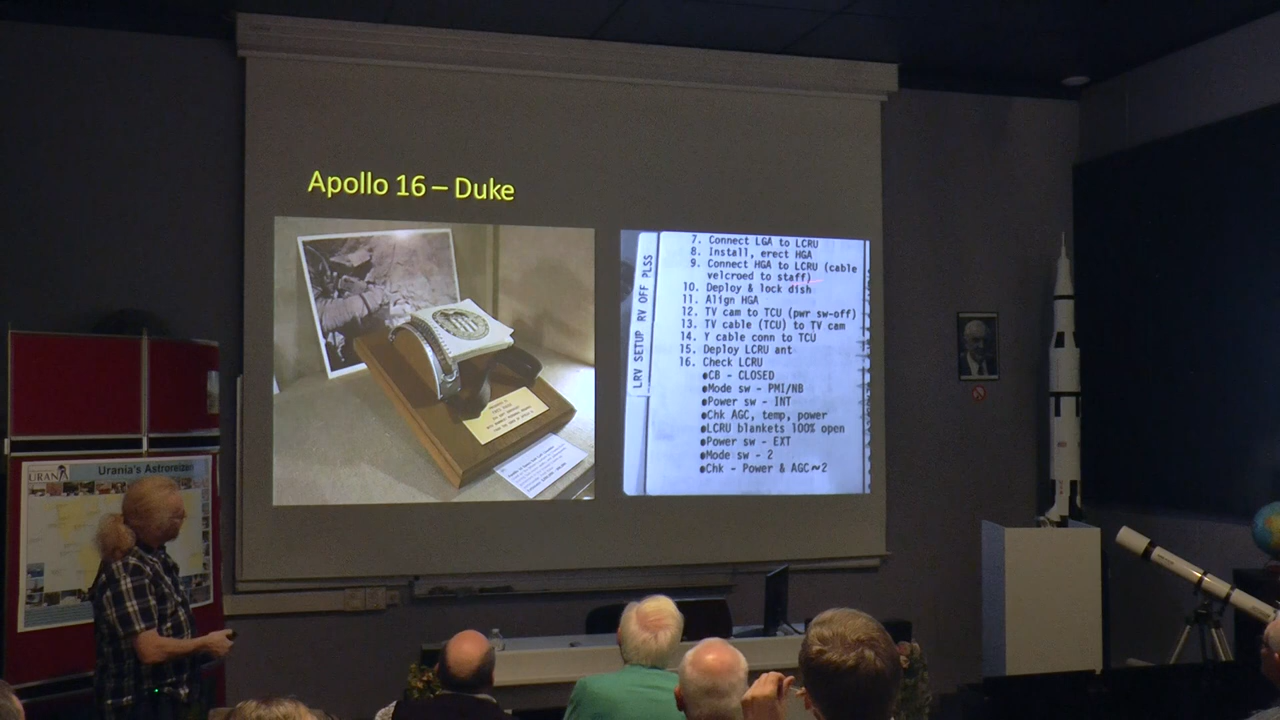 Apollo 16 – Duke
LRV SETUP RV OFF PLSS
7. Connect LGA to LCRU
8. Install, erect HGA
9. Connect HGA to LCRU (cable
velcroed to staff)
10. Deploy & lock dish
11. Align HGA
12. TV cam to TCU (pwr sw-off)
13. TV cable (TCU) to TV cam
14. Y cable conn to TCU
15. Deploy LCRU ant
16. Check LCRU
●CB - CLOSED
●Mode sw - PMI/NB
●Power sw - INT
●Chk AGC, temp, power
●LCRU blankets 100% open
●Power sw - EXT
●Mode sw - 2
●Chk - Power & AGC~2
URANIA
Urania's Astroreizen